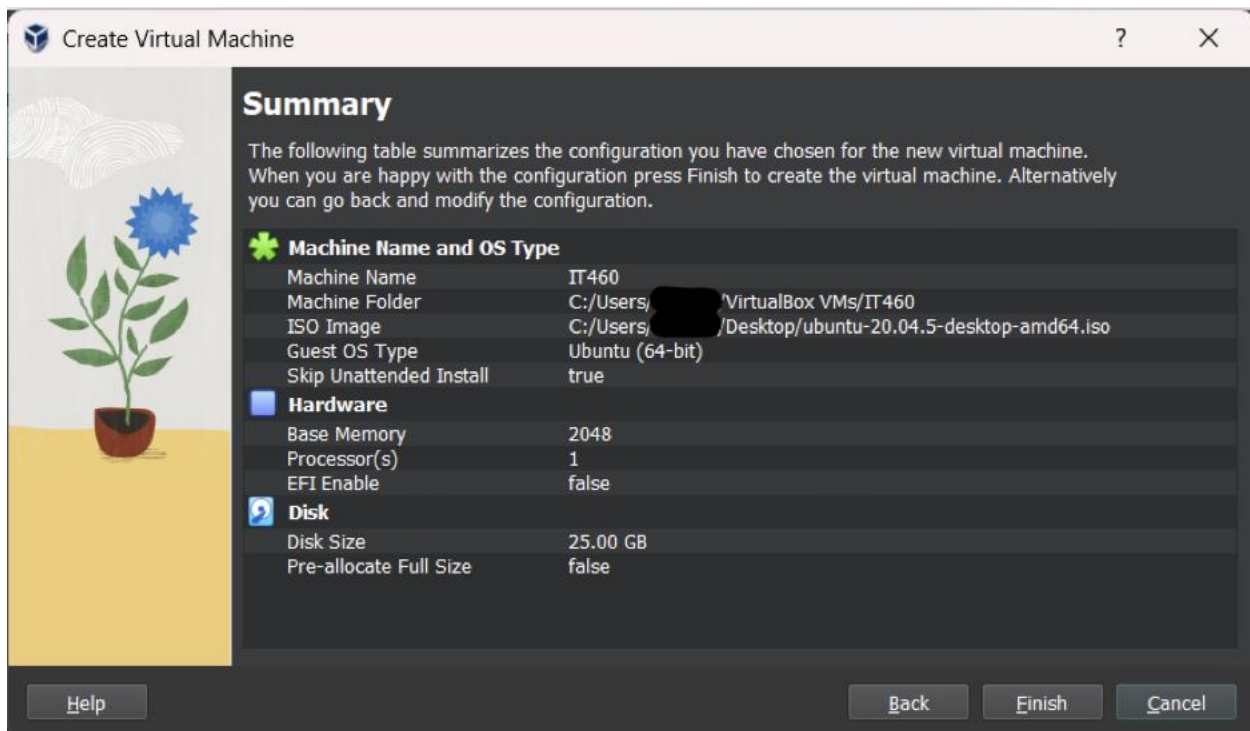 Create Virtual Machine ? ×
Summary
The following table summarizes the configuration you have chosen for the new virtual machine.
When you are happy with the configuration press Finish to create the virtual machine. Alternatively
you can go back and modify the configuration.
Machine Name and OS Type
Machine Name IT460
Machine Folder C:/Users/ /VirtualBox VMs/IT460
ISO Image C:/Users/ /Desktop/ubuntu-20.04.5-desktop-amd64.iso
Guest OS Type Ubuntu (64-bit)
Skip Unattended Install true
Hardware
Base Memory 2048
Processor(s) 1
EFI Enable false
Disk
Disk Size 25.00 GB
Pre-allocate Full Size false
Help Back Finish Cancel